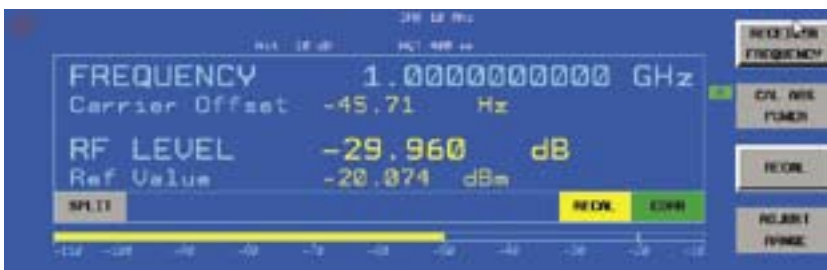 RECEIVER
FREQUENCY
FREQUENCY 1.0000000000 GHz
Carrier Offset -45.71 Hz
CAL ABS
POWER
RF LEVEL -29.960 dB
Ref Value -20.074 dBm
RECAL
SPLIT RECAL CORR
ADJUST
RANGE